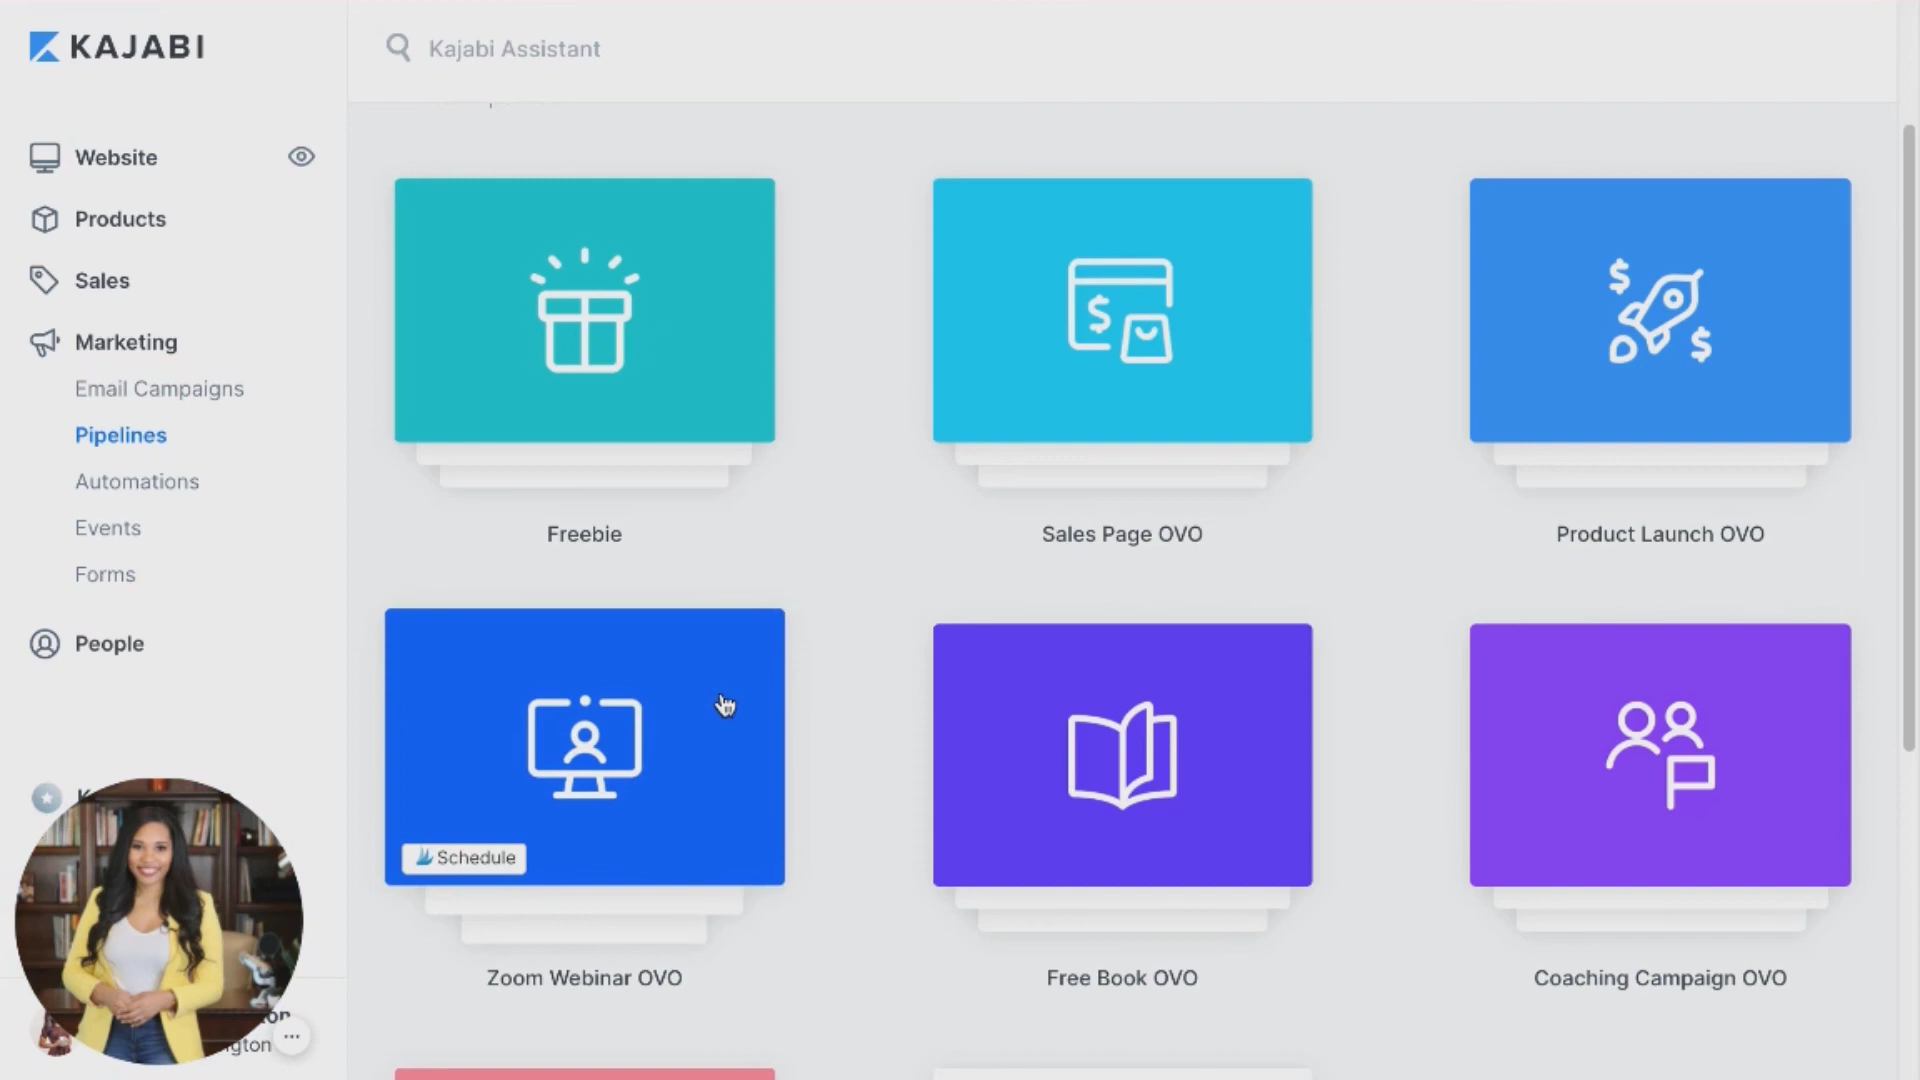 KAJABI
Kajabi Assistant
Website
Products
Sales
Marketing
Email Campaigns
Pipelines
Automations
Events
Forms
People
Freebie
Sales Page OVO
Product Launch OVO
Schedule
Zoom Webinar OVO
Free Book OVO
Coaching Campaign OVO